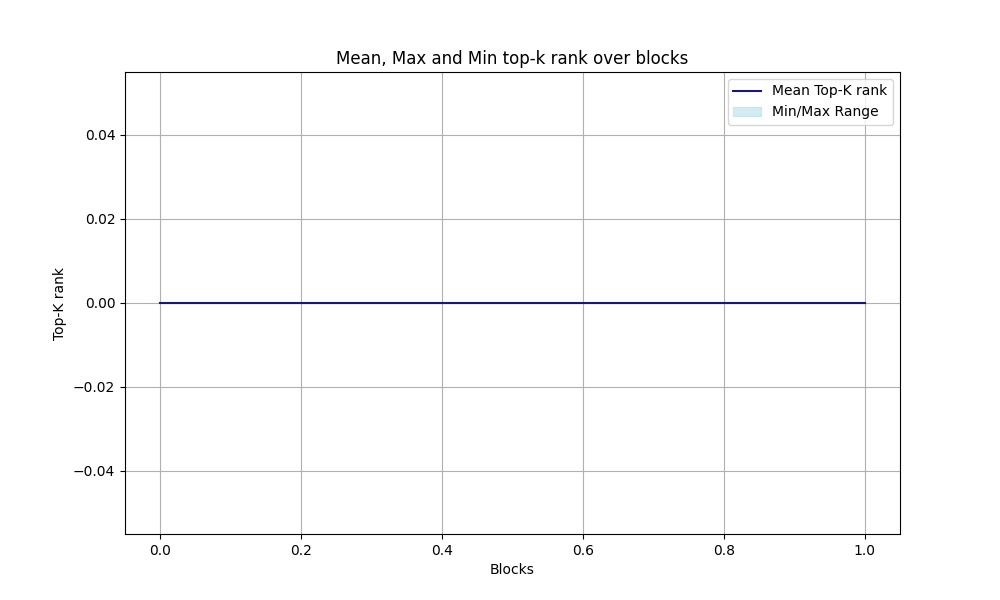 Mean, Max and Min top-k rank over blocks
Mean Top-K rank
Min/Max Range
0.04
0.02
0.00
−0.02
−0.04
Top-K rank
0.0 0.2 0.4 0.6 0.8 1.0
Blocks